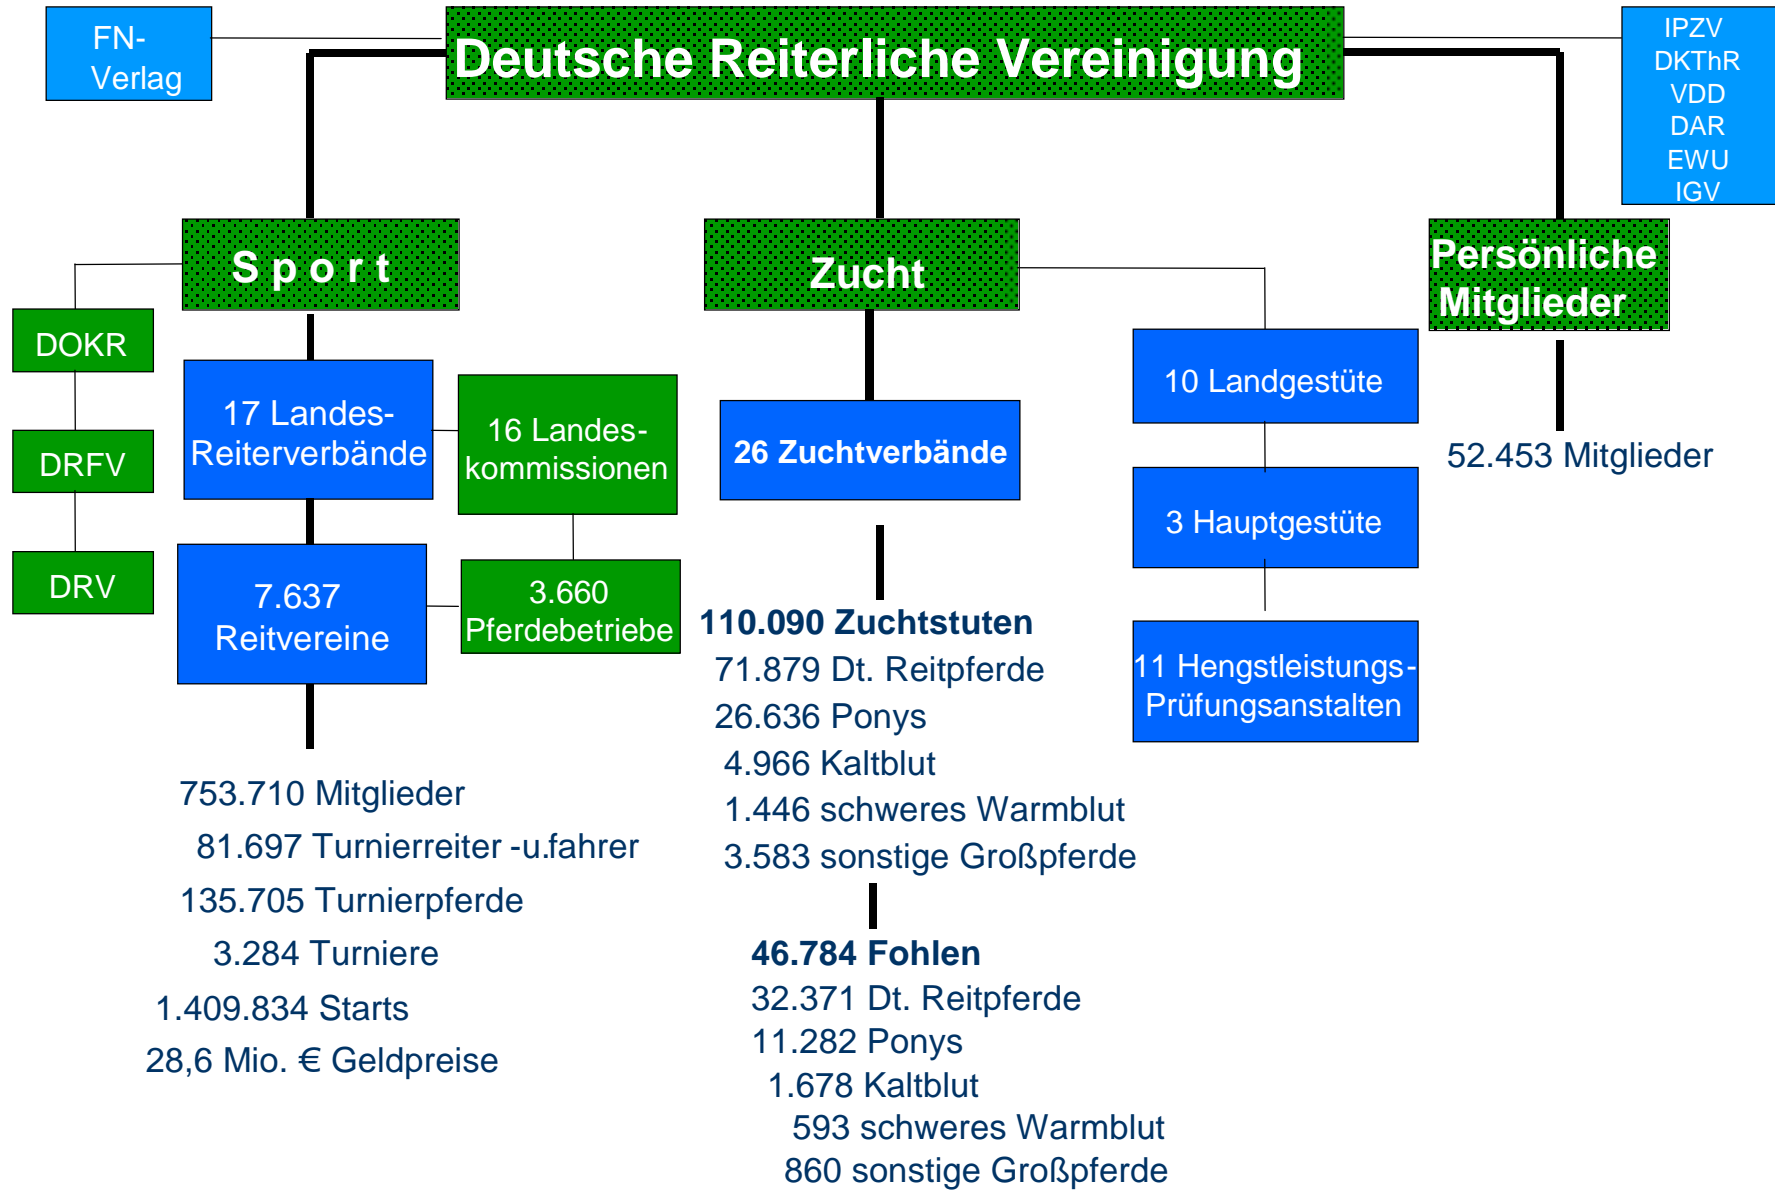 FN-
Verlag
Deutsche Reiterliche Vereinigung
IPZV
DKThR
VDD
DAR
EWU
IGV
S p o r t
DOKR
DRFV
DRV
17 Landes-
Reiterverbände
16 Landes-
kommissionen
7.637
Reitvereine
3.660
Pferdebetriebe
753.710 Mitglieder
81.697 Turnierreiter -u.fahrer
135.705 Turnierpferde
3.284 Turniere
1.409.834 Starts
28,6 Mio. € Geldpreise
Zucht
26 Zuchtverbände
110.090 Zuchtstuten
71.879 Dt. Reitpferde
26.636 Ponys
4.966 Kaltblut
1.446 schweres Warmblut
3.583 sonstige Großpferde
46.784 Fohlen
32.371 Dt. Reitpferde
11.282 Ponys
1.678 Kaltblut
593 schweres Warmblut
860 sonstige Großpferde
10 Landgestüte
3 Hauptgestüte
11 Hengstleistungs-
Prüfungsanstalten
Persönliche
Mitglieder
52.453 Mitglieder